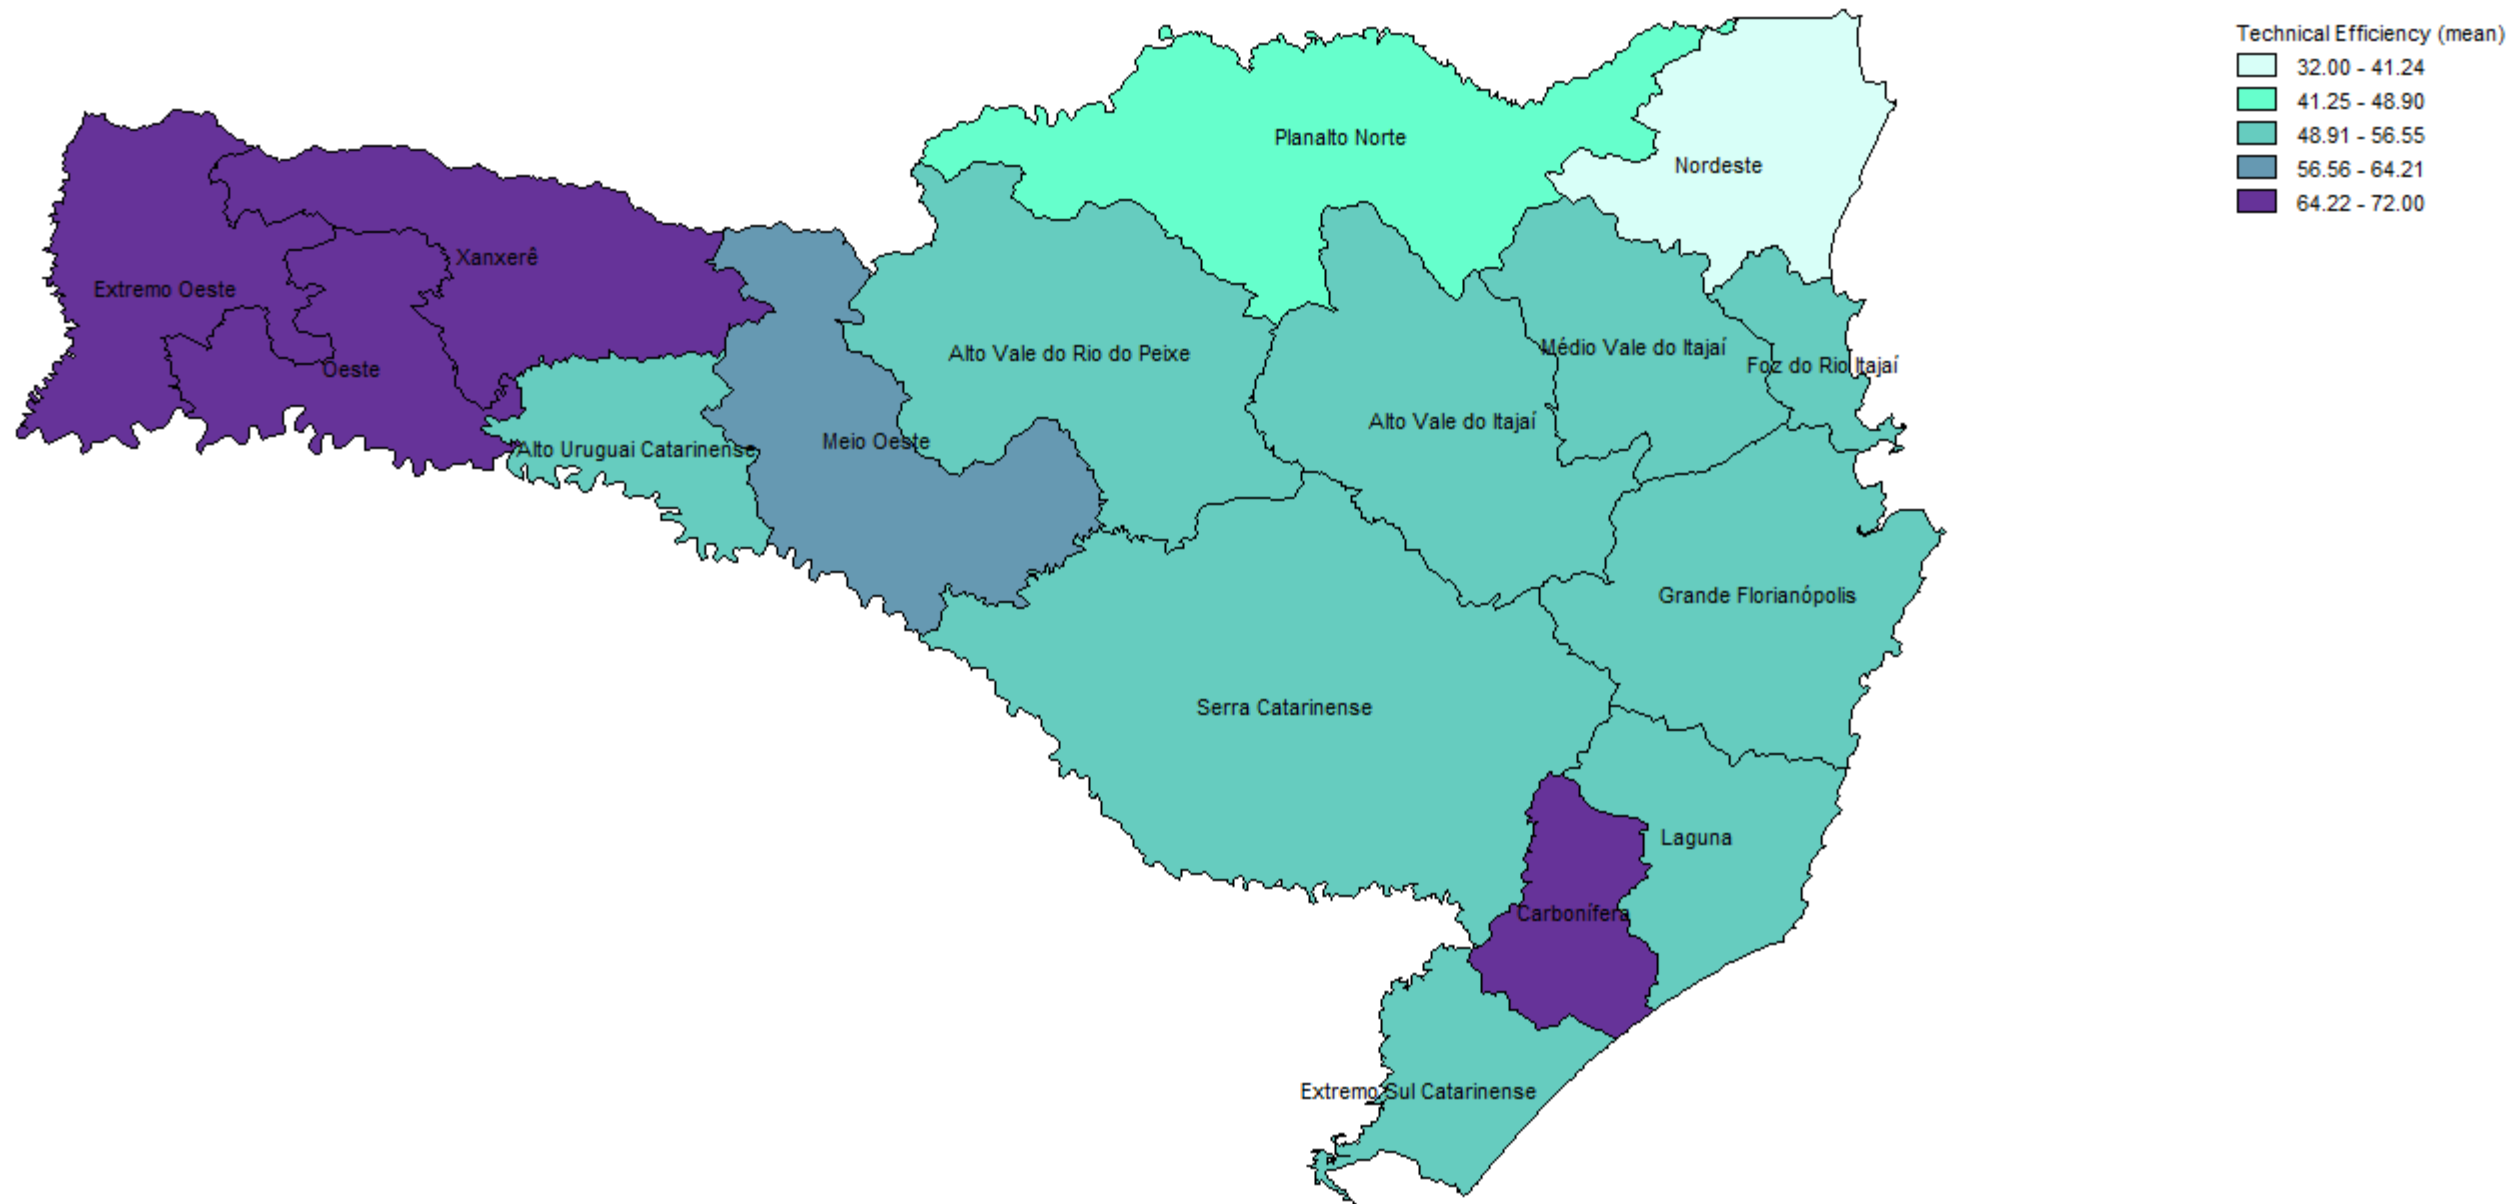 Technical Efficiency (mean)
32.00 - 41.24
41.25 - 48.90
48.91 - 56.55
56.56 - 64.21
64.22 - 72.00
Planalto Norte
Nordeste
Xanxerê
Extremo Oeste
Oeste
Alto Vale do Rio do Peixe
Médio Vale do Itajaí
Foz do Rio Itajaí
Alto Vale do Itajaí
Meio Oeste
Alto Uruguai Catarinense
Grande Florianópolis
Serra Catarinense
Laguna
Carbonífera
Extremo Sul Catarinense